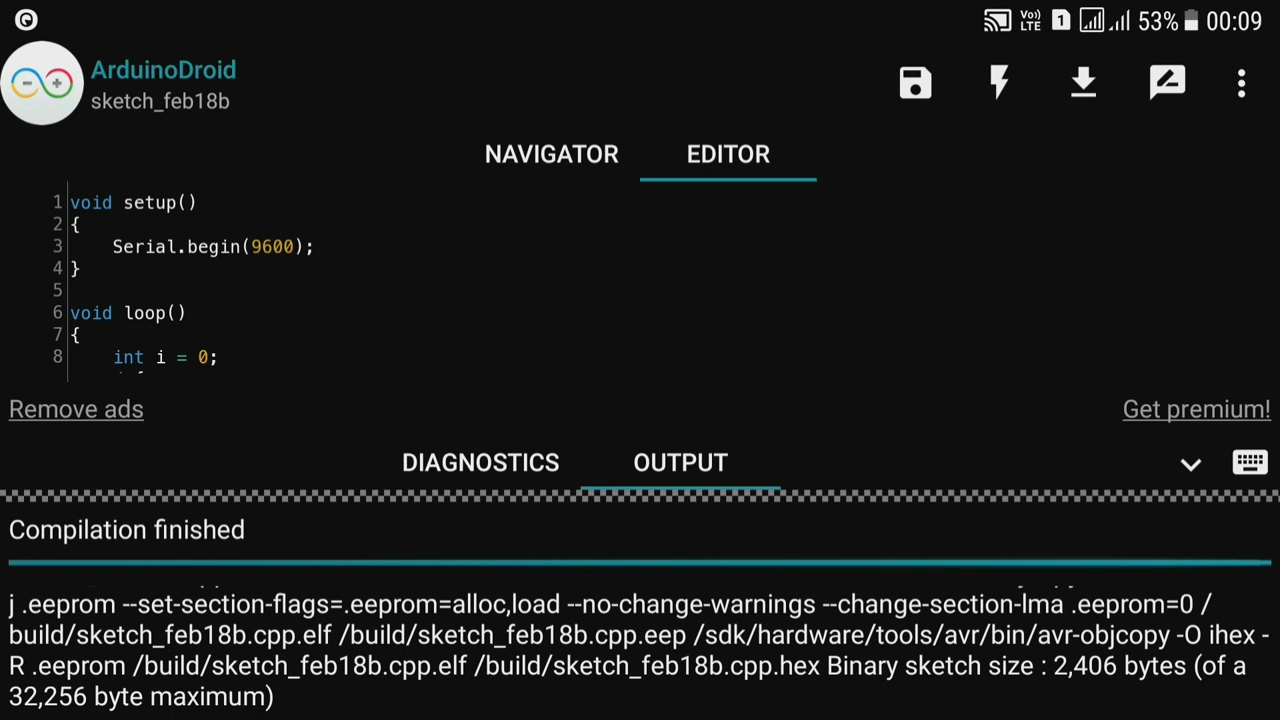 Vo)) LTE 1 53% 00:09
ArduinoDroid
sketch_feb18b
NAVIGATOR EDITOR
1 void setup()
2 {
3 Serial.begin(9600);
4 }
5
6 void loop()
7 {
8 int i = 0;
Remove ads Get premium!
DIAGNOSTICS OUTPUT
Compilation finished
j .eeprom --set-section-flags=.eeprom=alloc,load --no-change-warnings --change-section-lma .eeprom=0 /
build/sketch_feb18b.cpp.elf /build/sketch_feb18b.cpp.eep /sdk/hardware/tools/avr/bin/avr-objcopy -O ihex -
R .eeprom /build/sketch_feb18b.cpp.elf /build/sketch_feb18b.cpp.hex Binary sketch size : 2,406 bytes (of a
32,256 byte maximum)